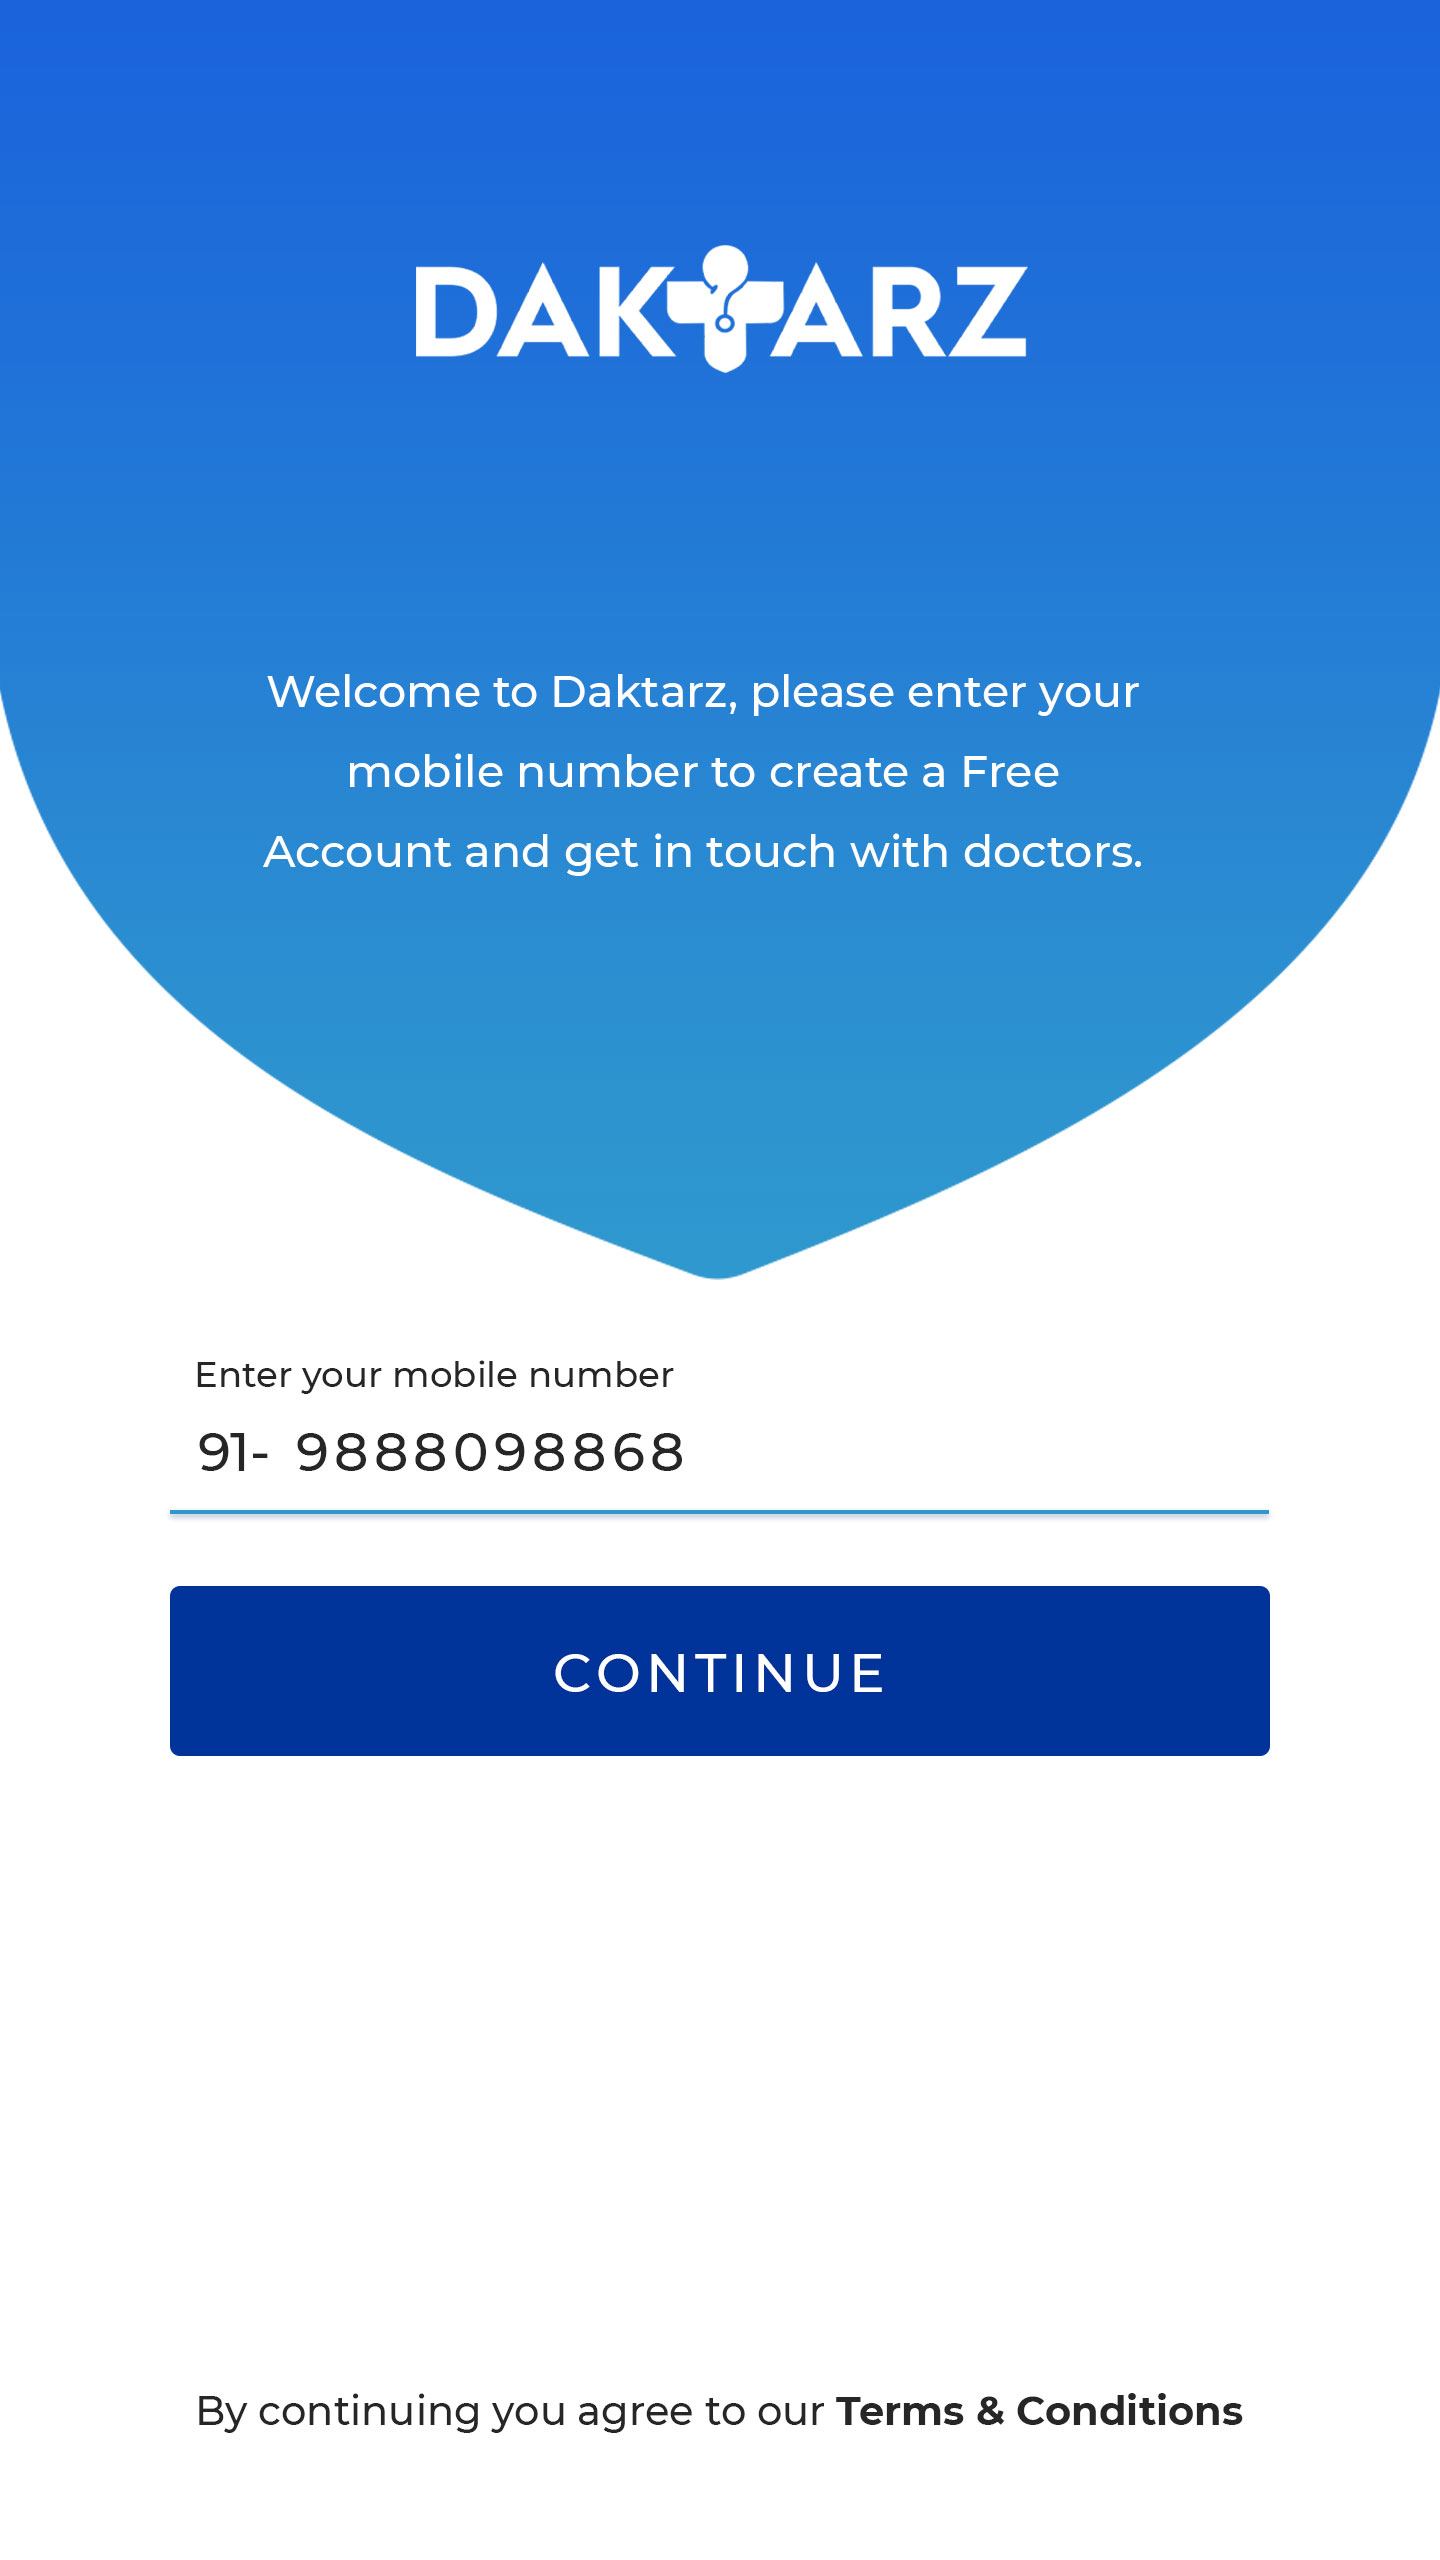 DAKTARZ
Welcome to Daktarz, please enter your
mobile number to create a Free
Account and get in touch with doctors.
Enter your mobile number
91- 9888098868
CONTINUE
By continuing you agree to our Terms & Conditions